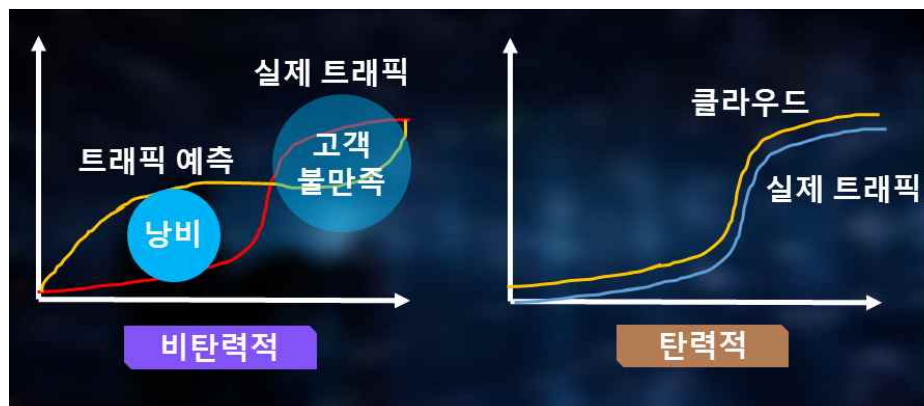 실제 트래픽
트래픽 예측
고객
불만족
낭비
비탄력적
클라우드
실제 트래픽
탄력적